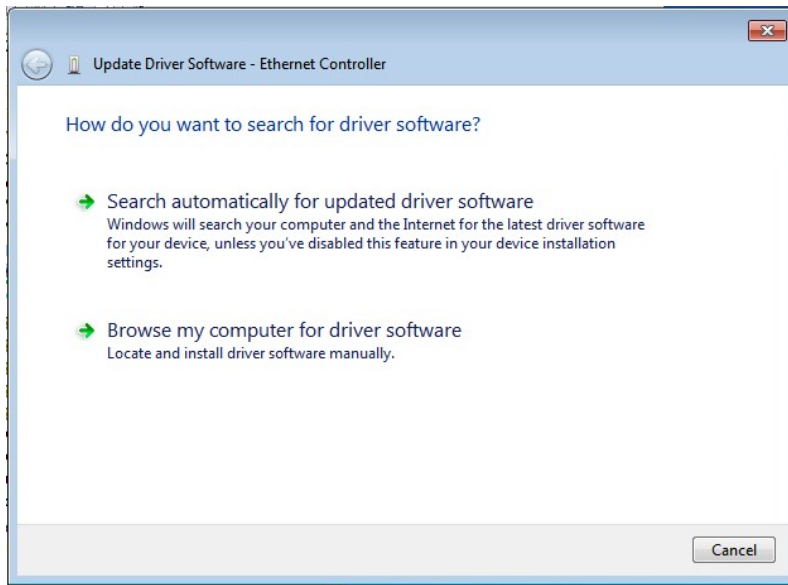 Update Driver Software - Ethernet Controller
How do you want to search for driver software?
Search automatically for updated driver software
Windows will search your computer and the Internet for the latest driver software
for your device, unless you've disabled this feature in your device installation
settings.
Browse my computer for driver software
Locate and install driver software manually.
Cancel